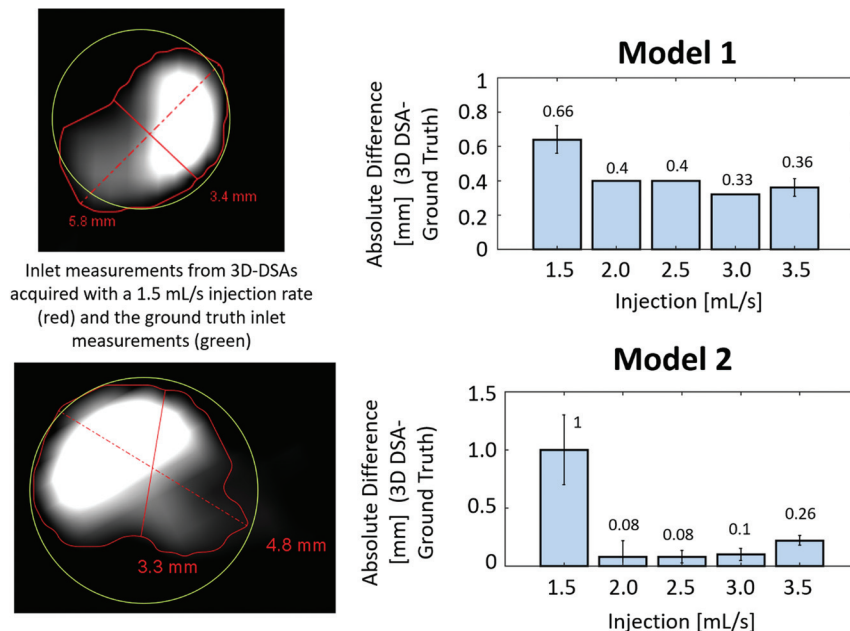 5.8 mm
3.4 mm
Inlet measurements from 3D-DSAs
acquired with a 1.5 mL/s injection rate
(red) and the ground truth inlet
measurements (green)
4.8 mm
3.3 mm
Model 1
Absolute Difference
[mm] (3D DSA-
Ground Truth)
1
0.8
0.6
0.4
0.2
0
0.66
0.4
0.4
0.33
0.36
1.5 2.0 2.5 3.0 3.5
Injection [mL/s]
Model 2
Absolute Difference
[mm] (3D DSA-
Ground Truth)
1.5
1.0
0.5
0
1
0.08
0.08
0.1
0.26
1.5 2.0 2.5 3.0 3.5
Injection [mL/s]